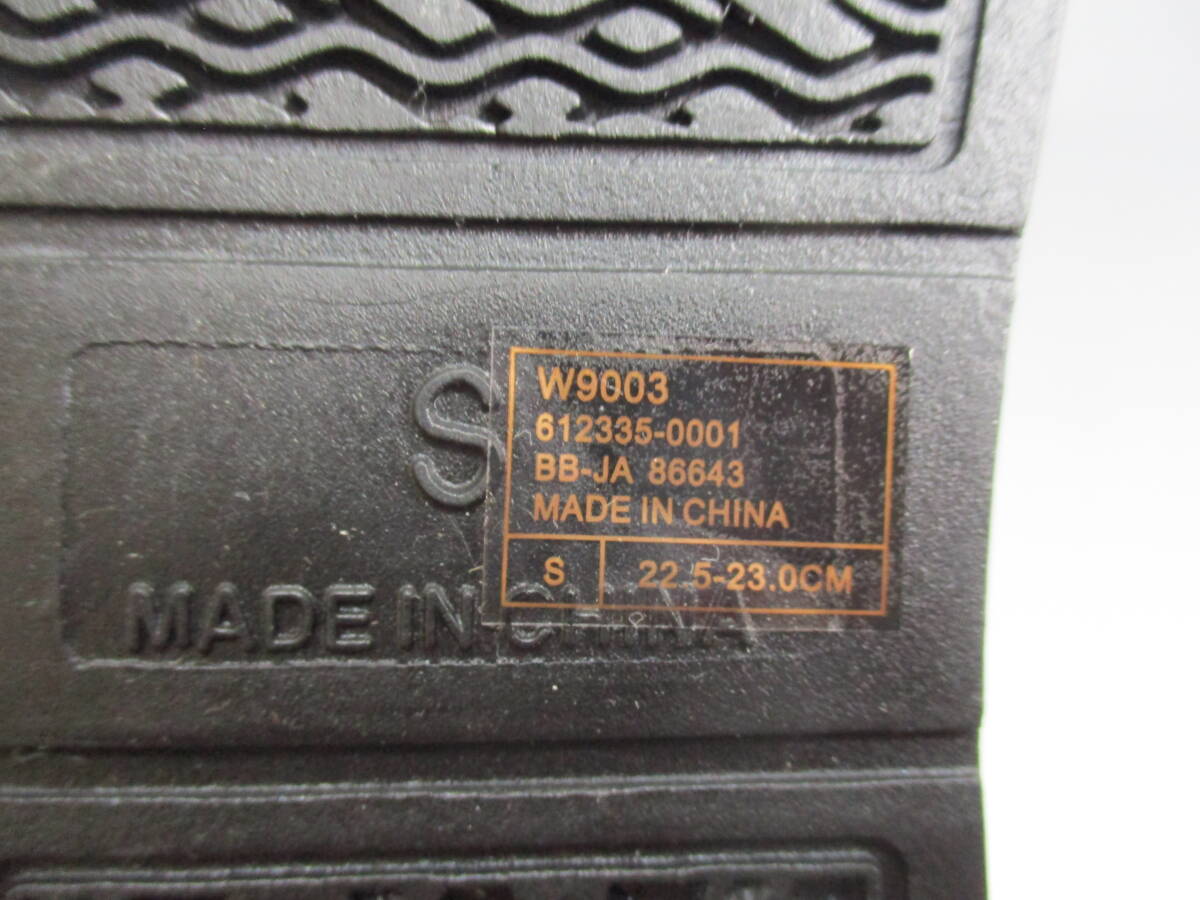 S
W9003
612335-0001
BB-JA 86643
MADE IN CHINA
S 22.5-23.0CM
MADE IN CHINA